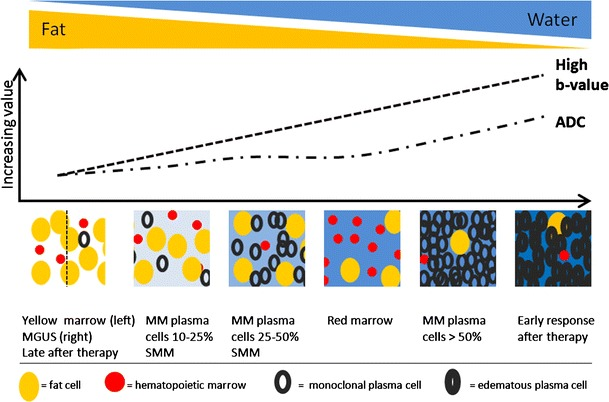 Water
Fat
High
b-value
ADC
Increasing value
Yellow marrow (left)
MGUS (right)
Late after therapy
MM plasma
cells 10-25%
SMM
MM plasma
cells 25-50%
SMM
Red marrow
MM plasma
cells > 50%
Early response
after therapy
= fat cell
= hematopoietic marrow
= monoclonal plasma cell
= edematous plasma cell